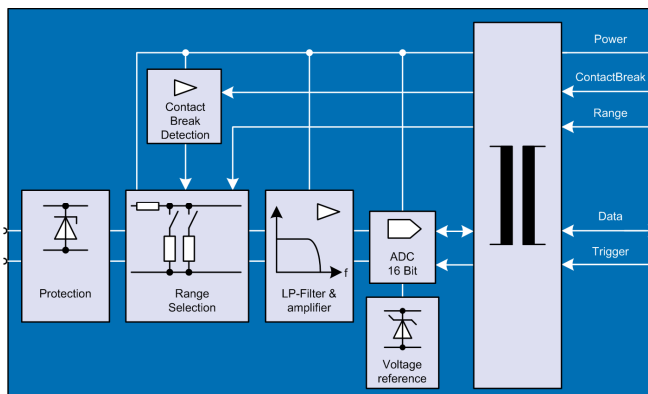 Power
ContactBreak
Range
Contact
Break
Detection
Data
Trigger
Protection
Range
Selection
f
LP-Filter &
amplifier
ADC
16 Bit
Voltage
reference